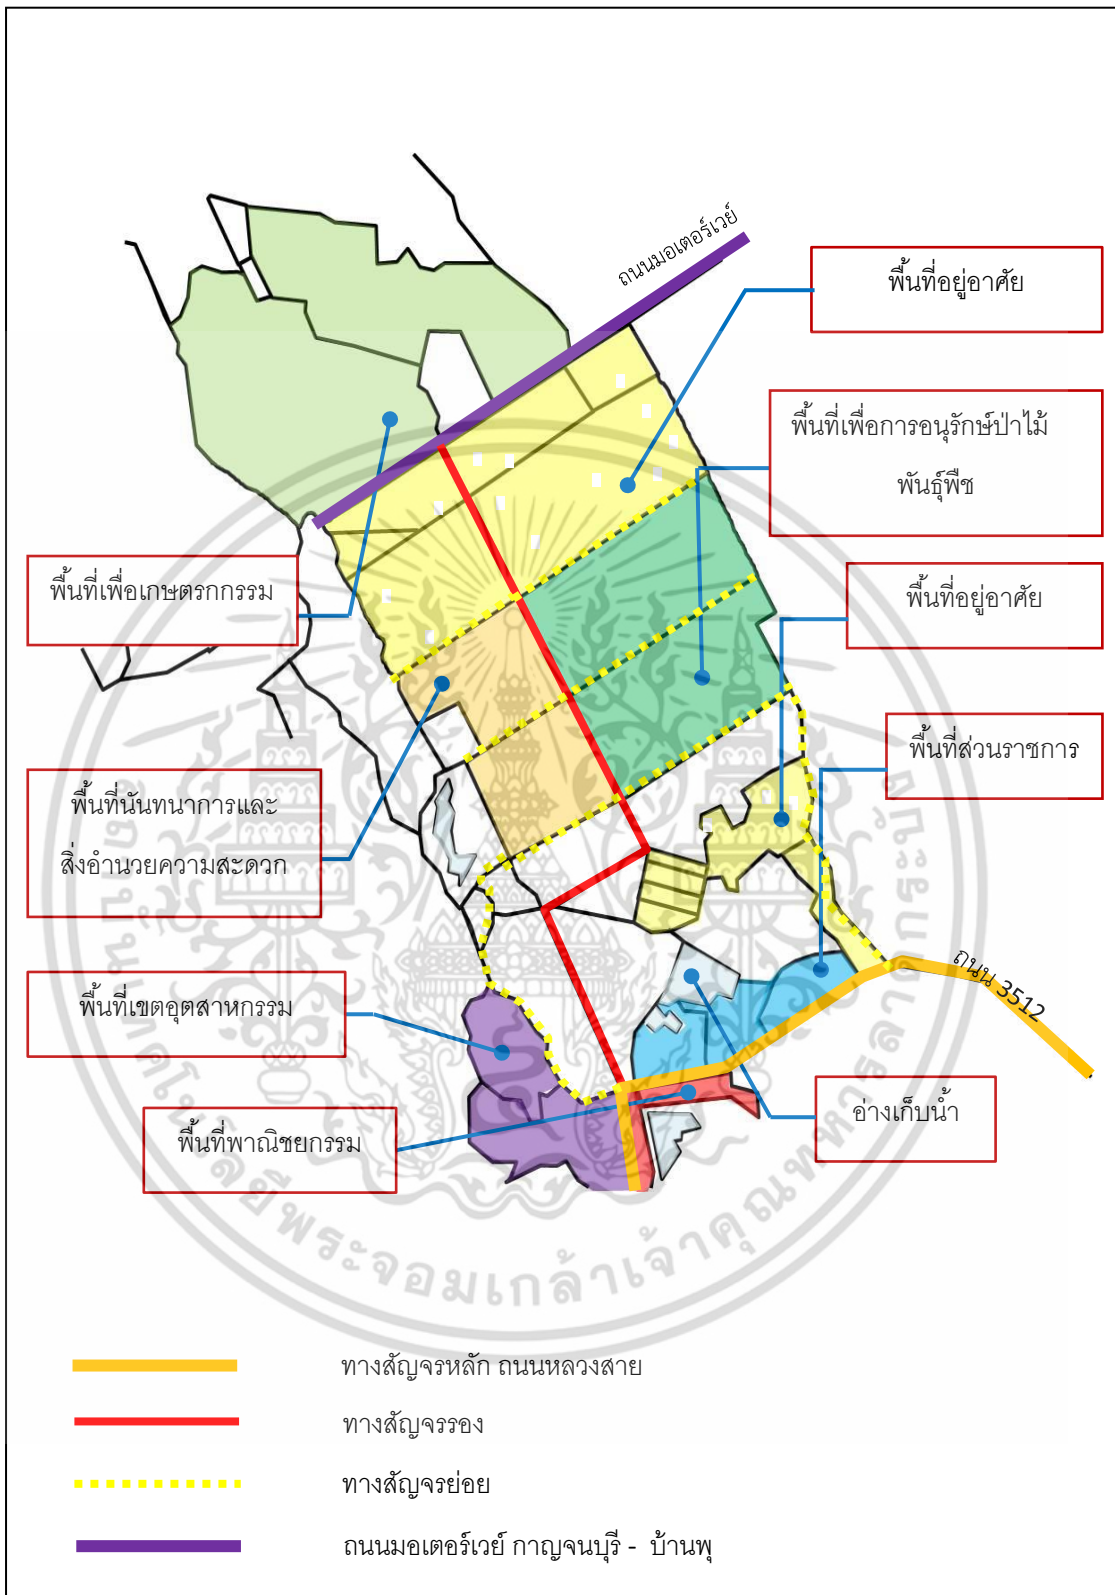 ถนนมอเตอร์เวย์
พื้นที่อยู่อาศัย
พื้นที่เพื่อการอนุรักษ์ป่าไม้
พันธุ์พืช
พื้นที่เพื่อเกษตรกกรรม
พื้นที่อยู่อาศัย
พื้นที่ส่วนราชการ
พื้นที่นันทนาการและ
สิ่งอำนวยความสะดวก
ถนน 3512
พื้นที่เขตอุตสาหกรรม
อ่างเก็บน้ำ
พื้นที่พาณิชยกรรม
ทางสัญจรหลัก ถนนหลวงสาย
ทางสัญจรรอง
ทางสัญจรย่อย
ถนนมอเตอร์เวย์ กาญจนบุรี - บ้านพุ